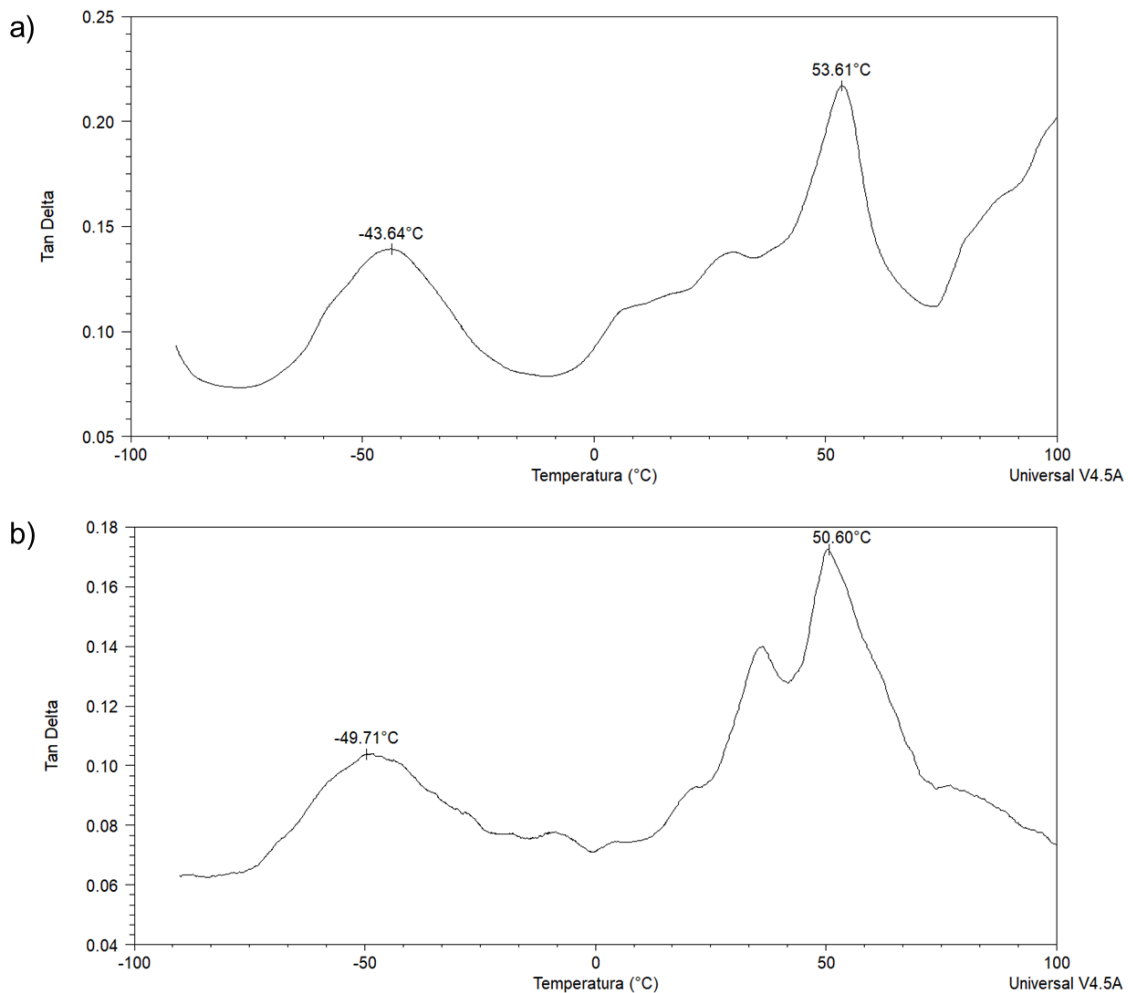 a)
0.25
53.61°C
0.20
-43.64°C
0.15
Tan Delta
0.10
0.05
-100
-50
0
50
100
Temperatura (°C)
Universal V4.5A
b)
0.18
50.60°C
0.16
0.14
0.12
-49.71°C
0.10
Tan Delta
0.08
0.06
0.04
-100
-50
0
50
100
Temperatura (°C)
Universal V4.5A